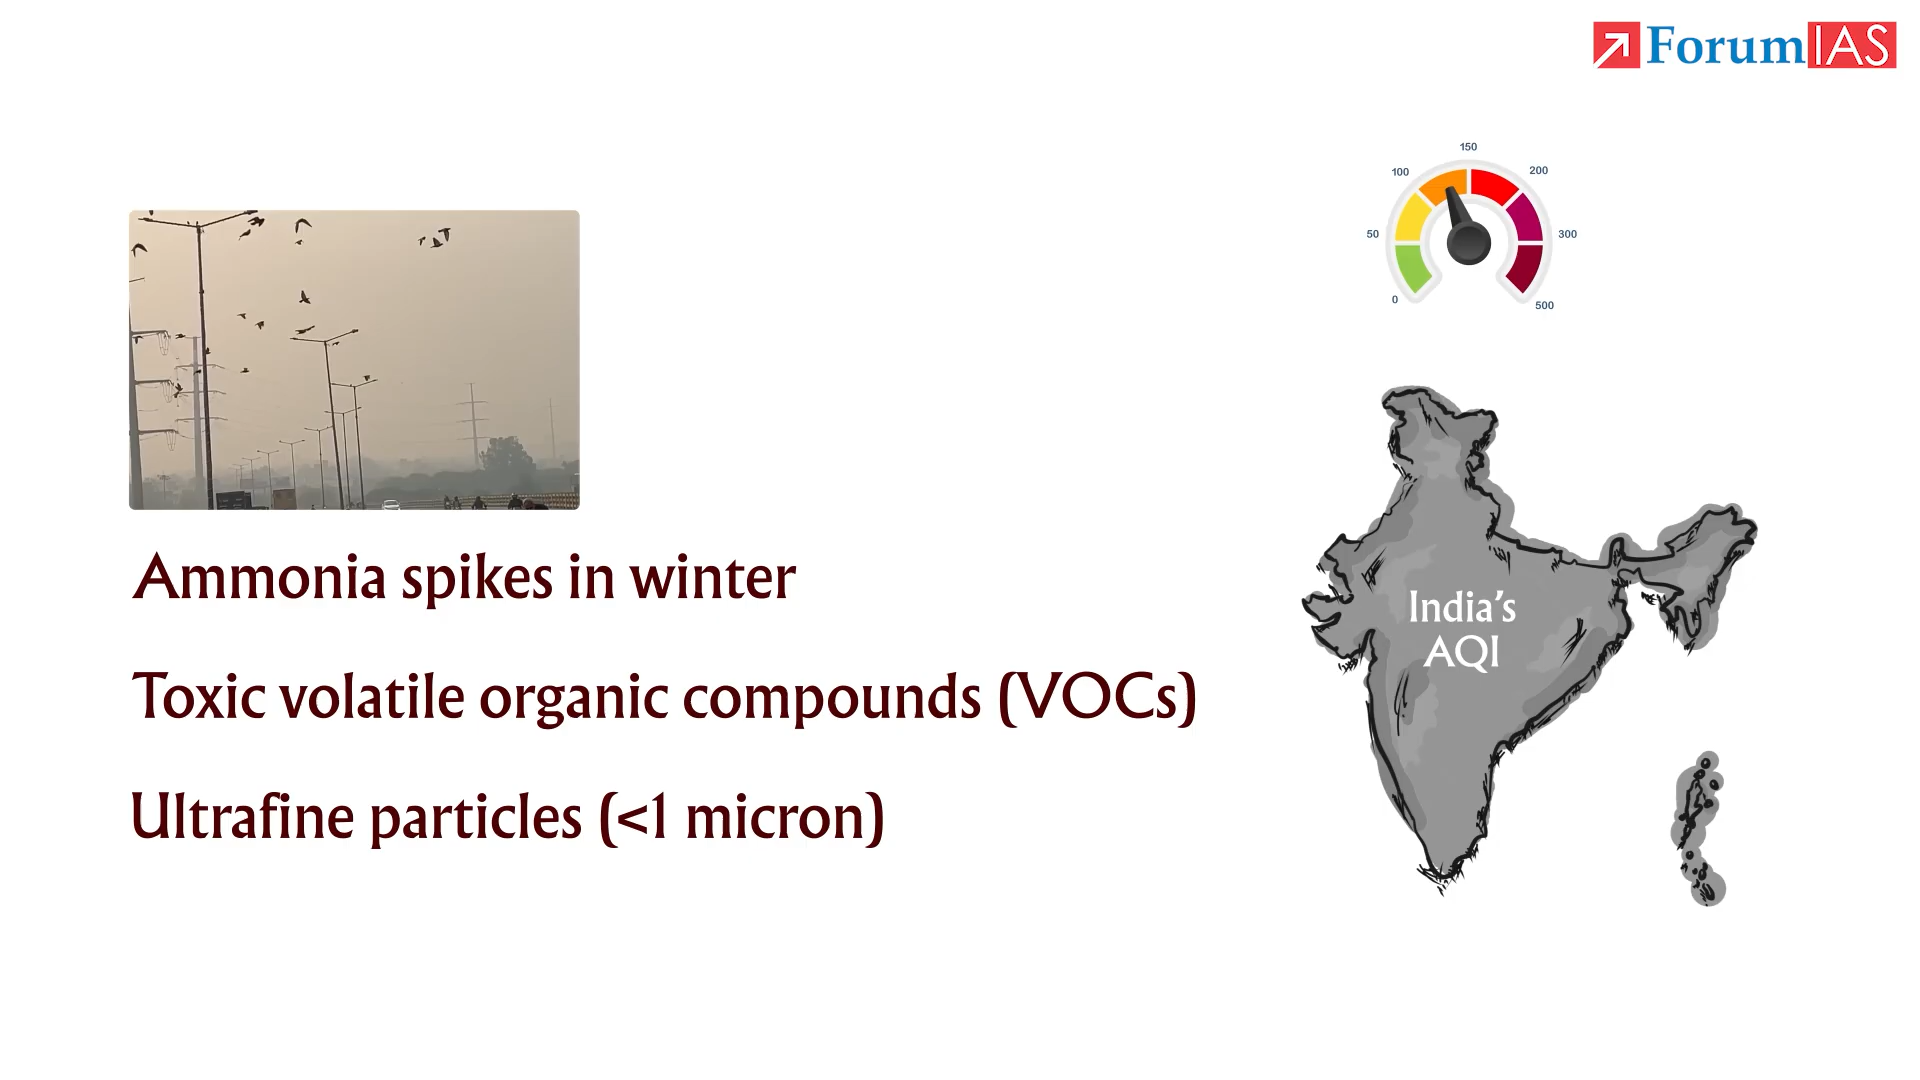 ForumIAS
150
100
200
50
300
0
500
Ammonia spikes in winter
Toxic volatile organic compounds (VOCs)
Ultrafine particles (<1 micron)
India's
AQI